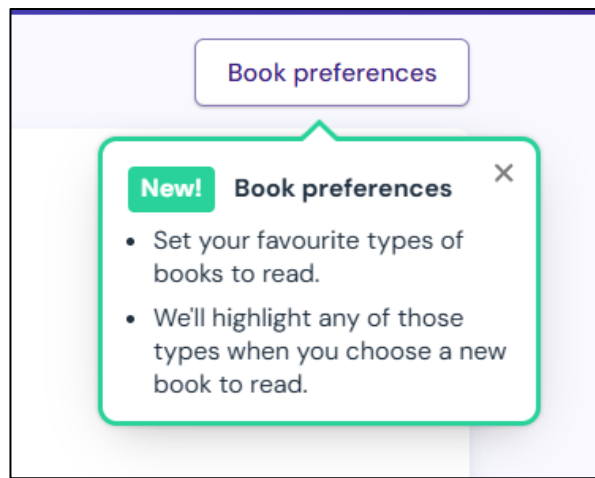 Book preferences
New! Book preferences
• Set your favourite types of
books to read.
• We'll highlight any of those
types when you choose a new
book to read.